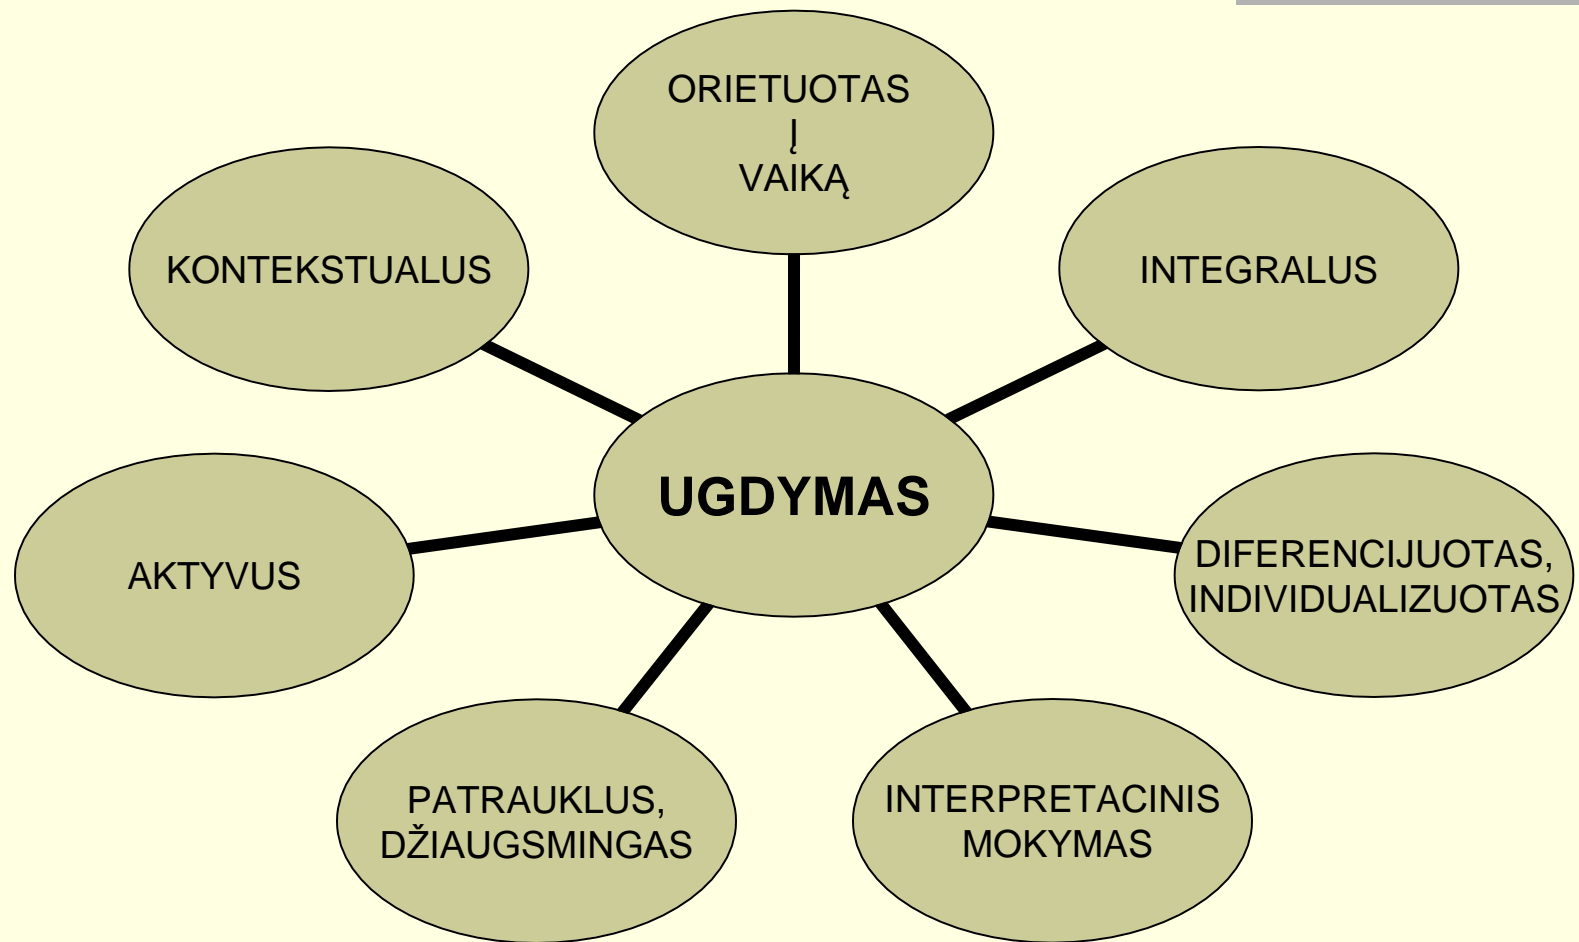 ORIETUOTAS
Į
VAIKĄ
KONTEKSTUALUS
INTEGRALUS
UGDYMAS
DIFERENCIJUOTAS,
INDIVIDUALIZUOTAS
AKTYVUS
PATRAUKLUS,
DŽIAUGSMINGAS
INTERPRETACINIS
MOKYMAS